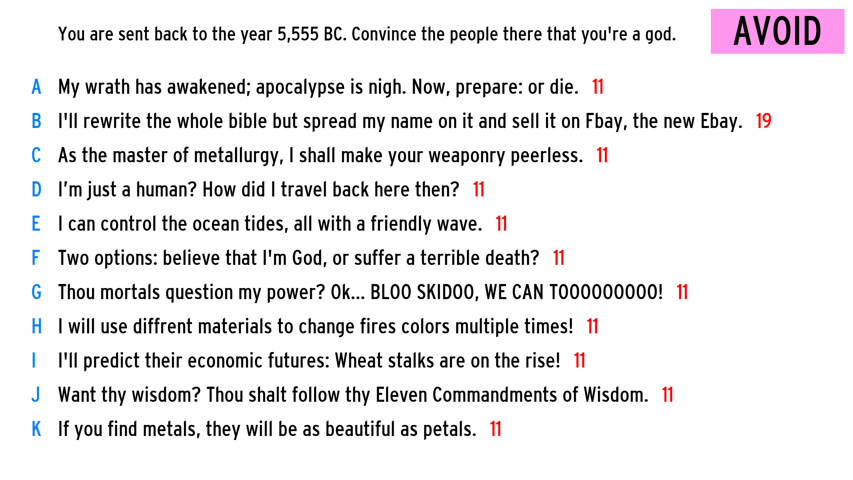 You are sent back to the year 5,555 BC. Convince the people there that you're a god.
AVOID
A My wrath has awakened; apocalypse is nigh. Now, prepare: or die. 11
B I'll rewrite the whole bible but spread my name on it and sell it on Fbay, the new Ebay. 19
C As the master of metallurgy, I shall make your weaponry peerless. 11
D I'm just a human? How did I travel back here then? 11
E I can control the ocean tides, all with a friendly wave. 11
F Two options: believe that I'm God, or suffer a terrible death? 11
G Thou mortals question my power? Ok... BLOO SKIDOO, WE CAN TOOOOOOOOO! 11
H I will use diffrent materials to change fires colors multiple times! 11
I I'll predict their economic futures: Wheat stalks are on the rise! 11
J Want thy wisdom? Thou shalt follow thy Eleven Commandments of Wisdom. 11
K If you find metals, they will be as beautiful as petals. 11